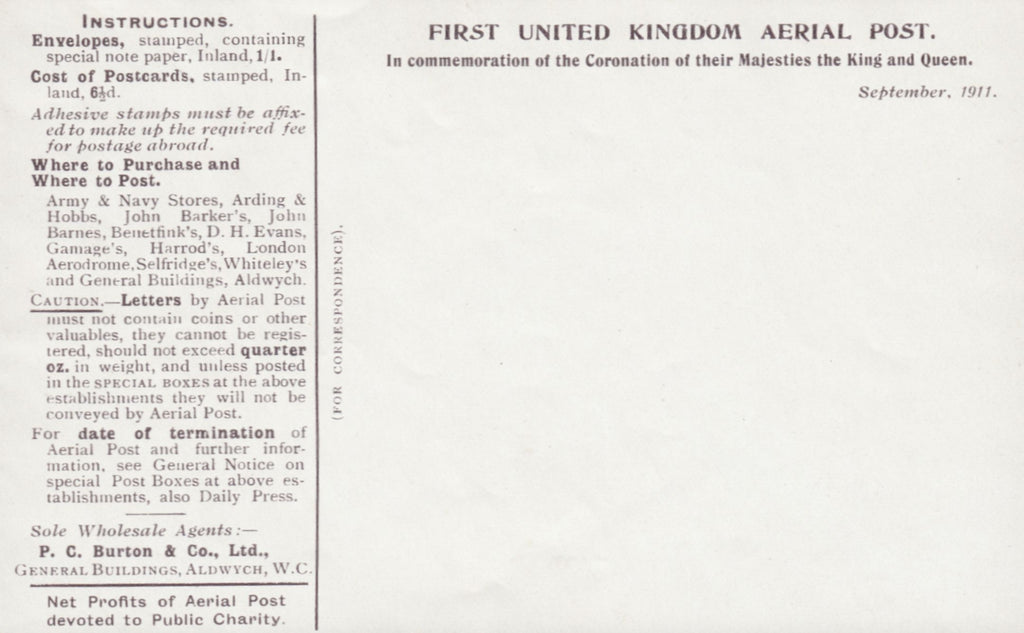 INSTRUCTIONS.
Envelopes, stamped, containing
special note paper, Inland, 1/1.
Cost of Postcards, stamped, In-
land, 6½d.
Adhesive stamps must be affix-
ed to make up the required fee
for postage abroad.
Where to Purchase and
Where to Post.
Army & Navy Stores, Arding &
Hobbs, John Barker's, John
Barnes, Benetfink's, D. H. Evans,
Gamage's, Harrod's, London
Aerodrome, Selfridge's, Whiteley's
and General Buildings, Aldwych.
CAUTION.—Letters by Aerial Post
must not contain coins or other
valuables, they cannot be regis-
tered, should not exceed quarter
oz. in weight, and unless posted
in the SPECIAL BOXES at the above
establishments they will not be
conveyed by Aerial Post.
For date of termination of
Aerial Post and further infor-
mation, see General Notice on
special Post Boxes at above es-
tablishments, also Daily Press.
Sole Wholesale Agents:—
P. C. Burton & Co., Ltd.,
GENERAL BUILDINGS, ALDWYCH, W.C.
Net Profits of Aerial Post
devoted to Public Charity.
(FOR CORRESPONDENCE).
FIRST UNITED KINGDOM AERIAL POST.
In commemoration of the Coronation of their Majesties the King and Queen.
September, 1911.